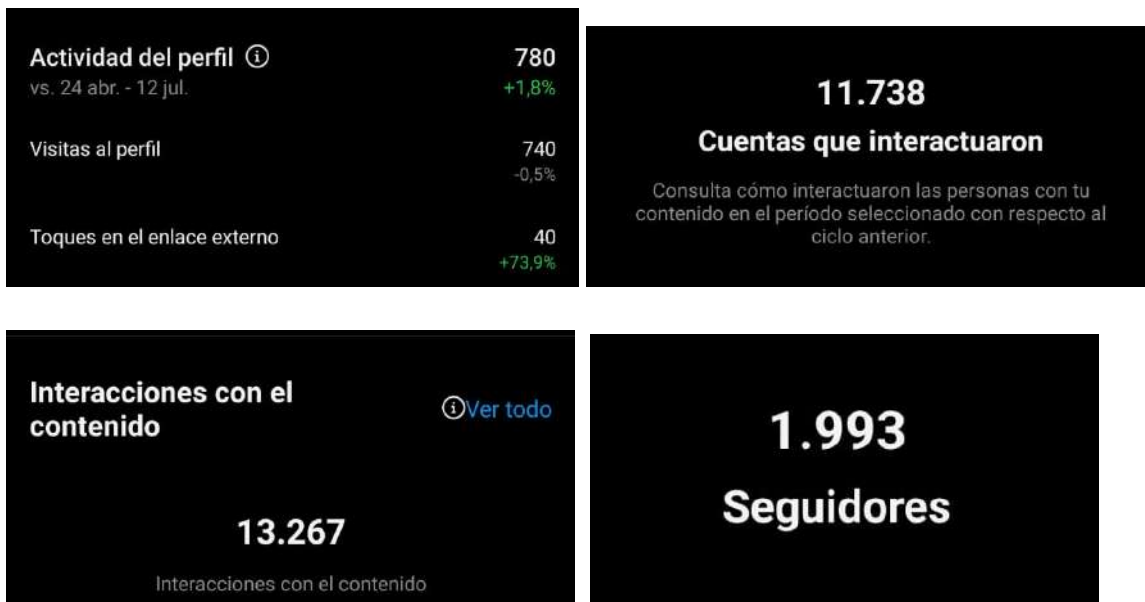 Actividad del perfil
780
vs. 24 abr. - 12 jul.
+1,8%
Visitas al perfil
740
-0,5%
Toques en el enlace externo
40
+73,9%
11.738
Cuentas que interactuaron
Consulta cómo interactuaron las personas con tu
contenido en el período seleccionado con respecto al
ciclo anterior.
Interacciones con el
contenido
Ver todo
13.267
Interacciones con el contenido
1.993
Seguidores